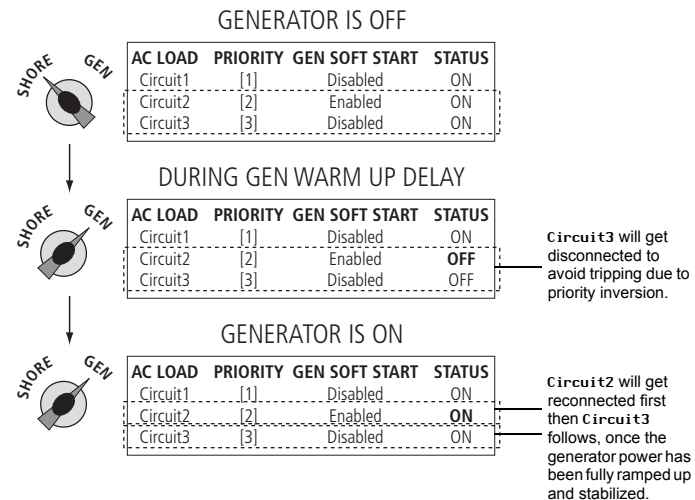 GENERATOR IS OFF
SHORE GEN
AC LOAD PRIORITY GEN SOFT START STATUS
Circuit1 [1] Disabled ON
Circuit2 [2] Enabled ON
Circuit3 [3] Disabled ON
DURING GEN WARM UP DELAY
SHORE GEN
AC LOAD PRIORITY GEN SOFT START STATUS
Circuit1 [1] Disabled ON
Circuit2 [2] Enabled OFF
Circuit3 [3] Disabled OFF
Circuit3 will get
disconnected to
avoid tripping due to
priority inversion.
GENERATOR IS ON
SHORE GEN
AC LOAD PRIORITY GEN SOFT START STATUS
Circuit1 [1] Disabled ON
Circuit2 [2] Enabled ON
Circuit3 [3] Disabled ON
Circuit2 will get
reconnected first
then Circuit3
follows, once the
generator power has
been fully ramped up
and stabilized.